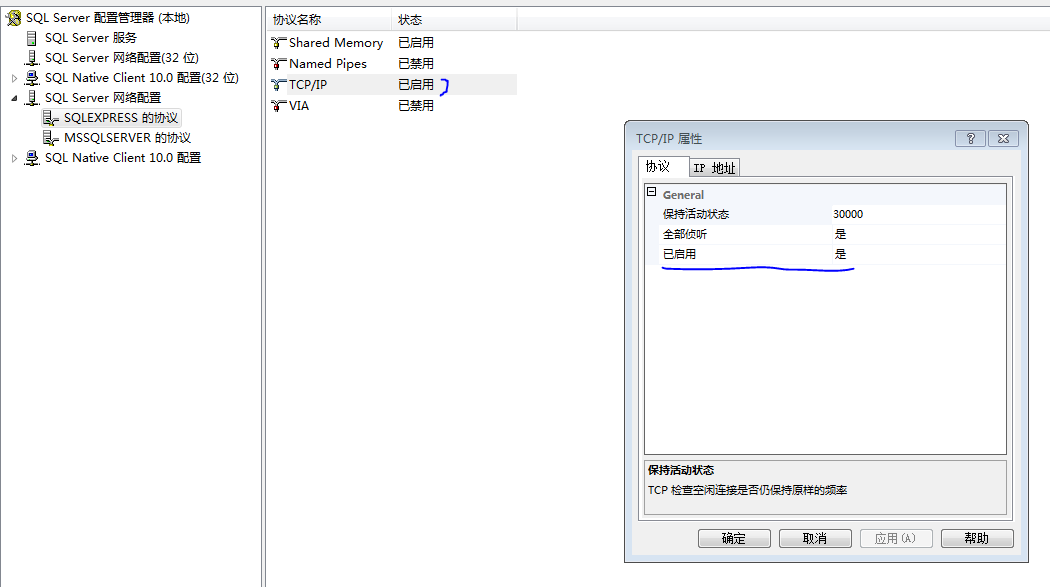 SQL Server 配置管理器 (本地)
SQL Server 服务
SQL Server 网络配置(32 位)
SQL Native Client 10.0 配置(32 位)
SQL Server 网络配置
SQLEXPRESS 的协议
MSSQLSERVER 的协议
SQL Native Client 10.0 配置
协议名称 状态
Shared Memory 已启用
Named Pipes 已禁用
TCP/IP 已启用
VIA 已禁用
TCP/IP 属性
协议 IP 地址
General
保持活动状态 30000
全部侦听 是
已启用 是
保持活动状态
TCP 检查空闲连接是否仍保持原样的频率
确定 取消 应用(A) 帮助